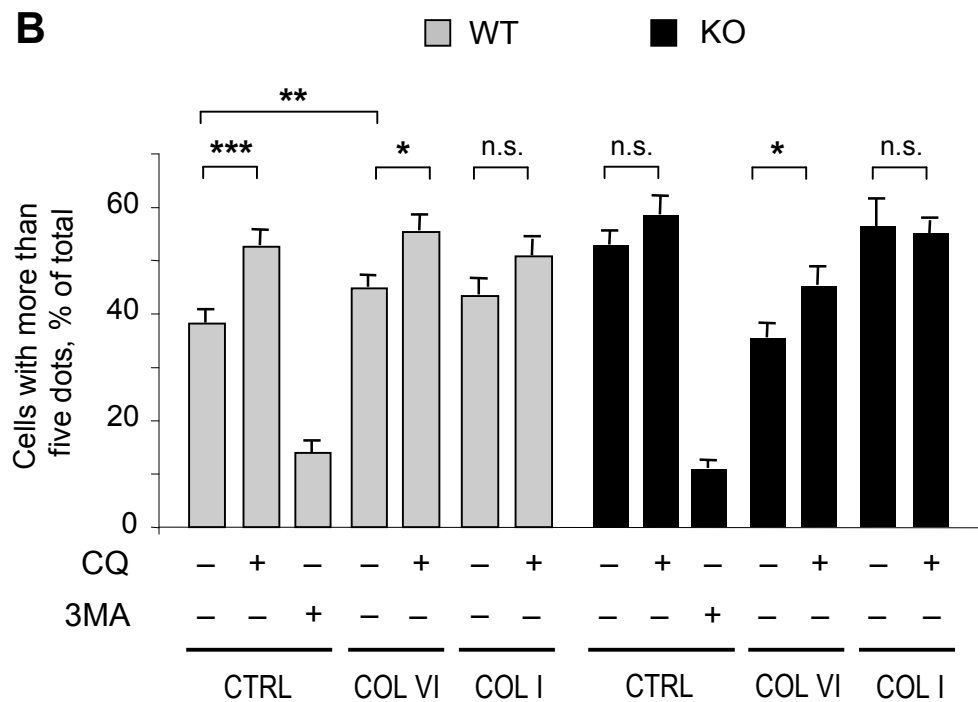 B
WT KO
**
*** * n.s. n.s. * n.s.
Cells with more than
five dots, % of total
60
40
20
0
CQ – + – – + – + – + – – + – +
3MA – – + – – – – – – + – – – –
CTRL COL VI COL I CTRL COL VI COL I